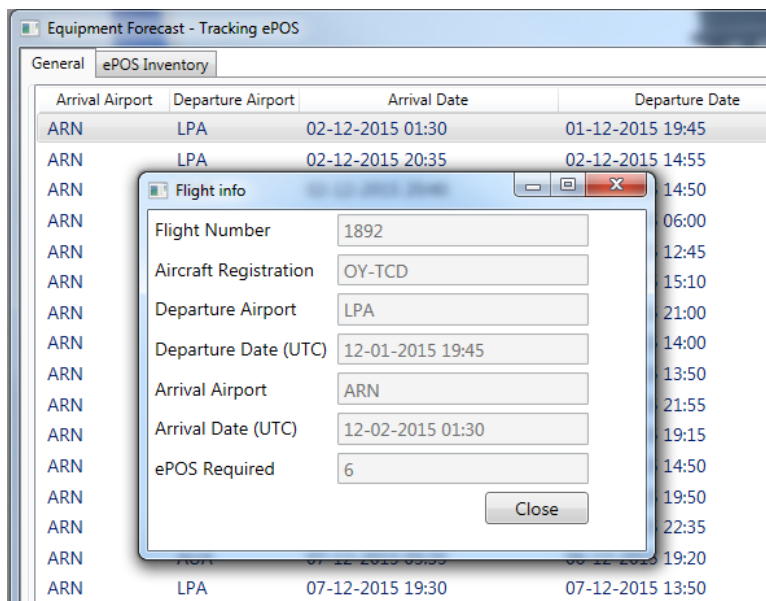 Equipment Forecast - Tracking ePOS
General ePOS Inventory
Arrival Airport Departure Airport Arrival Date Departure Date
ARN LPA 02-12-2015 01:30 01-12-2015 19:45
ARN LPA 02-12-2015 20:35 02-12-2015 14:55
ARN 14:50
ARN 06:00
ARN 12:45
ARN 15:10
ARN 21:00
ARN 14:00
ARN 13:50
ARN 21:55
ARN 19:15
ARN 14:50
ARN 19:50
ARN 22:35
ARN 19:20
ARN LPA 07-12-2015 19:30 07-12-2015 13:50
Flight info
Flight Number 1892
Aircraft Registration OY-TCD
Departure Airport LPA
Departure Date (UTC) 12-01-2015 19:45
Arrival Airport ARN
Arrival Date (UTC) 12-02-2015 01:30
ePOS Required 6
Close